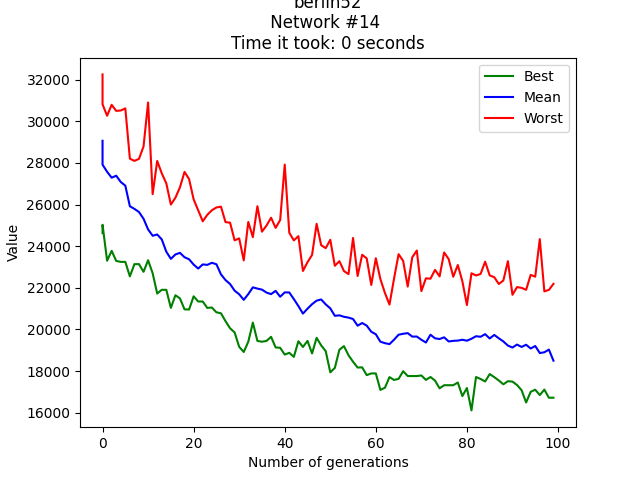 berlin52
Network #14
Time it took: 0 seconds
Best
Mean
Worst
Value
32000
30000
28000
26000
24000
22000
20000
18000
16000
0 20 40 60 80 100
Number of generations